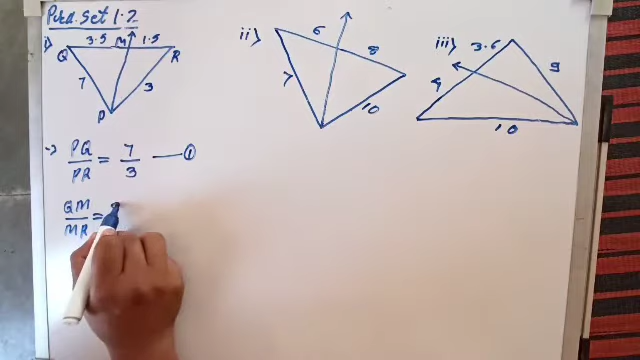 Prac. Set 1.2
i)
3.5 M 1.5
Q R
7 3
P
ii)
6
8
7
10
iii)
3.6
9
4
10
-> PQ/PR = 7/3 — ①
QM/MR =